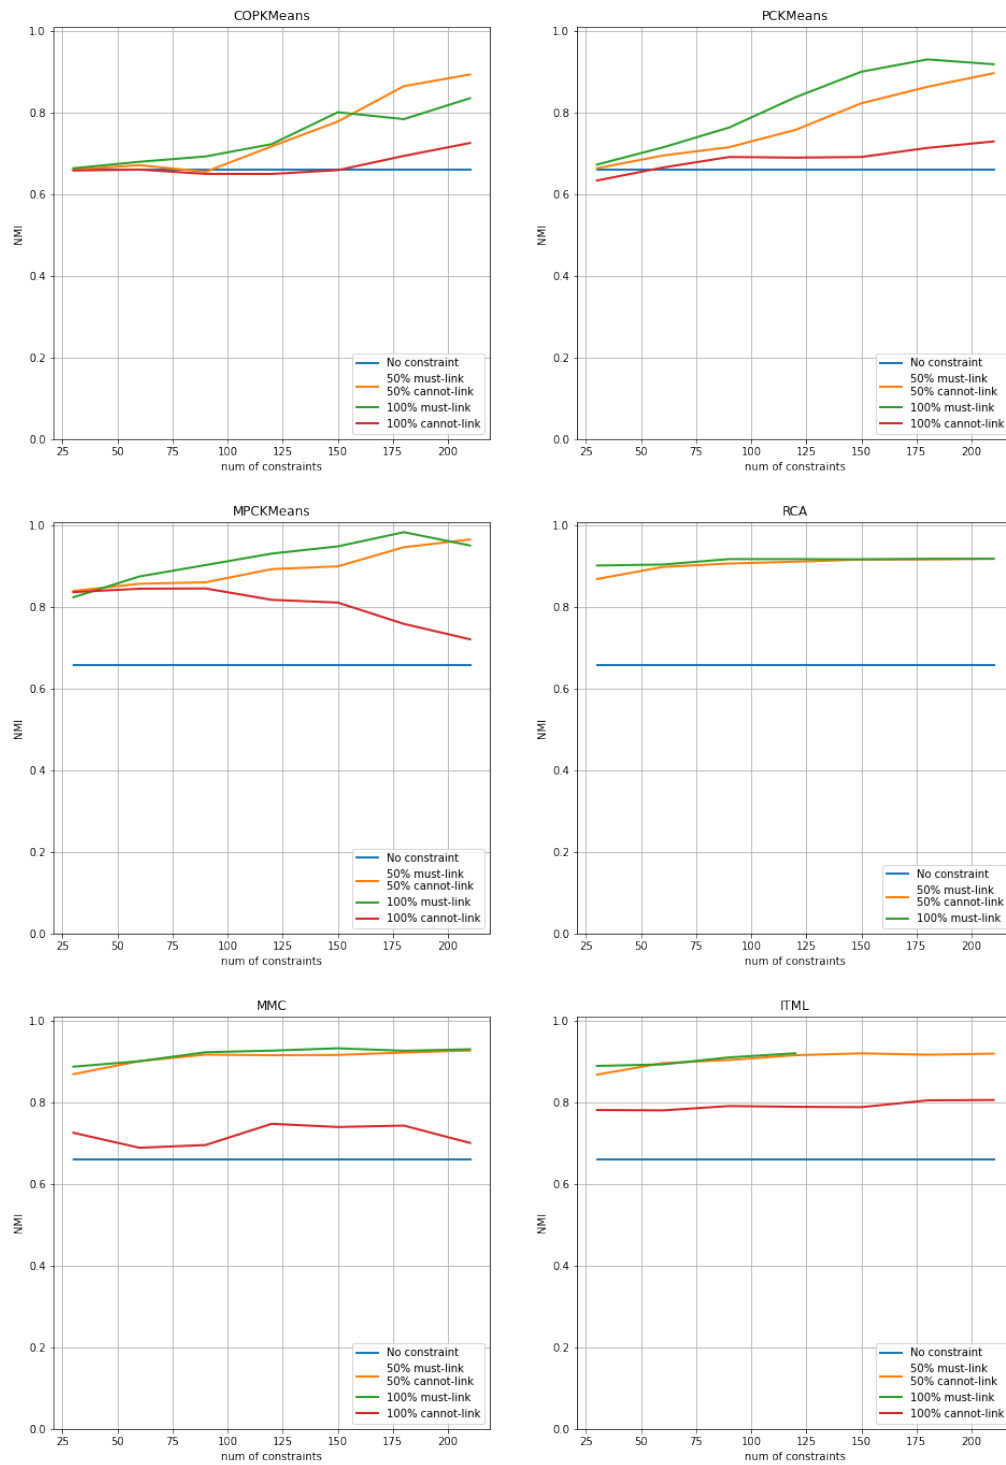 COPKMeans
1.0
0.8
0.6
0.4
0.2
0.0
NMI
25 50 75 100 125 150 175 200
num of constraints
No constraint
50% must-link
50% cannot-link
100% must-link
100% cannot-link
PCKMeans
1.0
0.8
0.6
0.4
0.2
0.0
NMI
25 50 75 100 125 150 175 200
num of constraints
No constraint
50% must-link
50% cannot-link
100% must-link
100% cannot-link
MPCKMeans
1.0
0.8
0.6
0.4
0.2
0.0
NMI
25 50 75 100 125 150 175 200
num of constraints
No constraint
50% must-link
50% cannot-link
100% must-link
100% cannot-link
RCA
1.0
0.8
0.6
0.4
0.2
0.0
NMI
25 50 75 100 125 150 175 200
num of constraints
No constraint
50% must-link
50% cannot-link
100% must-link
MMC
1.0
0.8
0.6
0.4
0.2
0.0
NMI
25 50 75 100 125 150 175 200
num of constraints
No constraint
50% must-link
50% cannot-link
100% must-link
100% cannot-link
ITML
1.0
0.8
0.6
0.4
0.2
0.0
NMI
25 50 75 100 125 150 175 200
num of constraints
No constraint
50% must-link
50% cannot-link
100% must-link
100% cannot-link